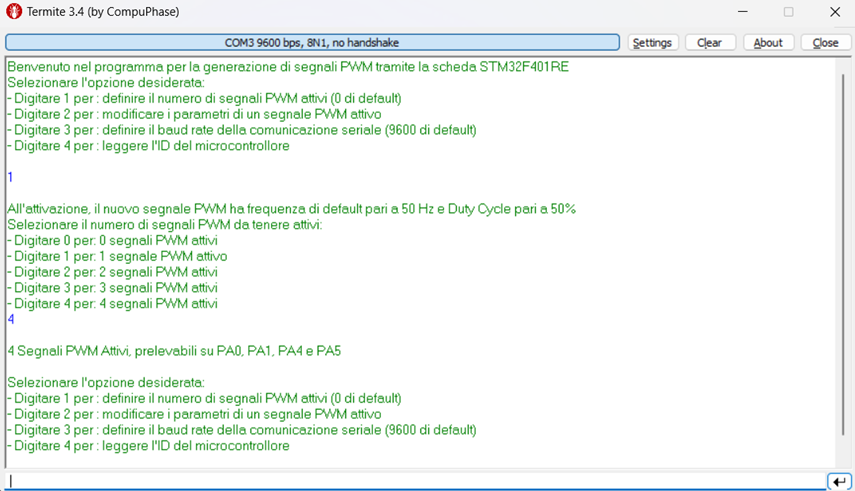 Termite 3.4 (by CompuPhase)
COM3 9600 bps, 8N1, no handshake
Settings
Clear
About
Close
Benvenuto nel programma per la generazione di segnali PWM tramite la scheda STM32F401RE
Selezionare l'opzione desiderata:
- Digitare 1 per : definire il numero di segnali PWM attivi (0 di default)
- Digitare 2 per : modificare i parametri di un segnale PWM attivo
- Digitare 3 per : definire il baud rate della comunicazione seriale (9600 di default)
- Digitare 4 per : leggere l'ID del microcontrollore
1
All'attivazione, il nuovo segnale PWM ha frequenza di default pari a 50 Hz e Duty Cycle pari a 50%
Selezionare il numero di segnali PWM da tenere attivi:
- Digitare 0 per: 0 segnali PWM attivi
- Digitare 1 per: 1 segnale PWM attivo
- Digitare 2 per: 2 segnali PWM attivi
- Digitare 3 per: 3 segnali PWM attivi
- Digitare 4 per: 4 segnali PWM attivi
4
4 Segnali PWM Attivi, prelevabili su PA0, PA1, PA4 e PA5
Selezionare l'opzione desiderata:
- Digitare 1 per : definire il numero di segnali PWM attivi (0 di default)
- Digitare 2 per : modificare i parametri di un segnale PWM attivo
- Digitare 3 per : definire il baud rate della comunicazione seriale (9600 di default)
- Digitare 4 per : leggere l'ID del microcontrollore